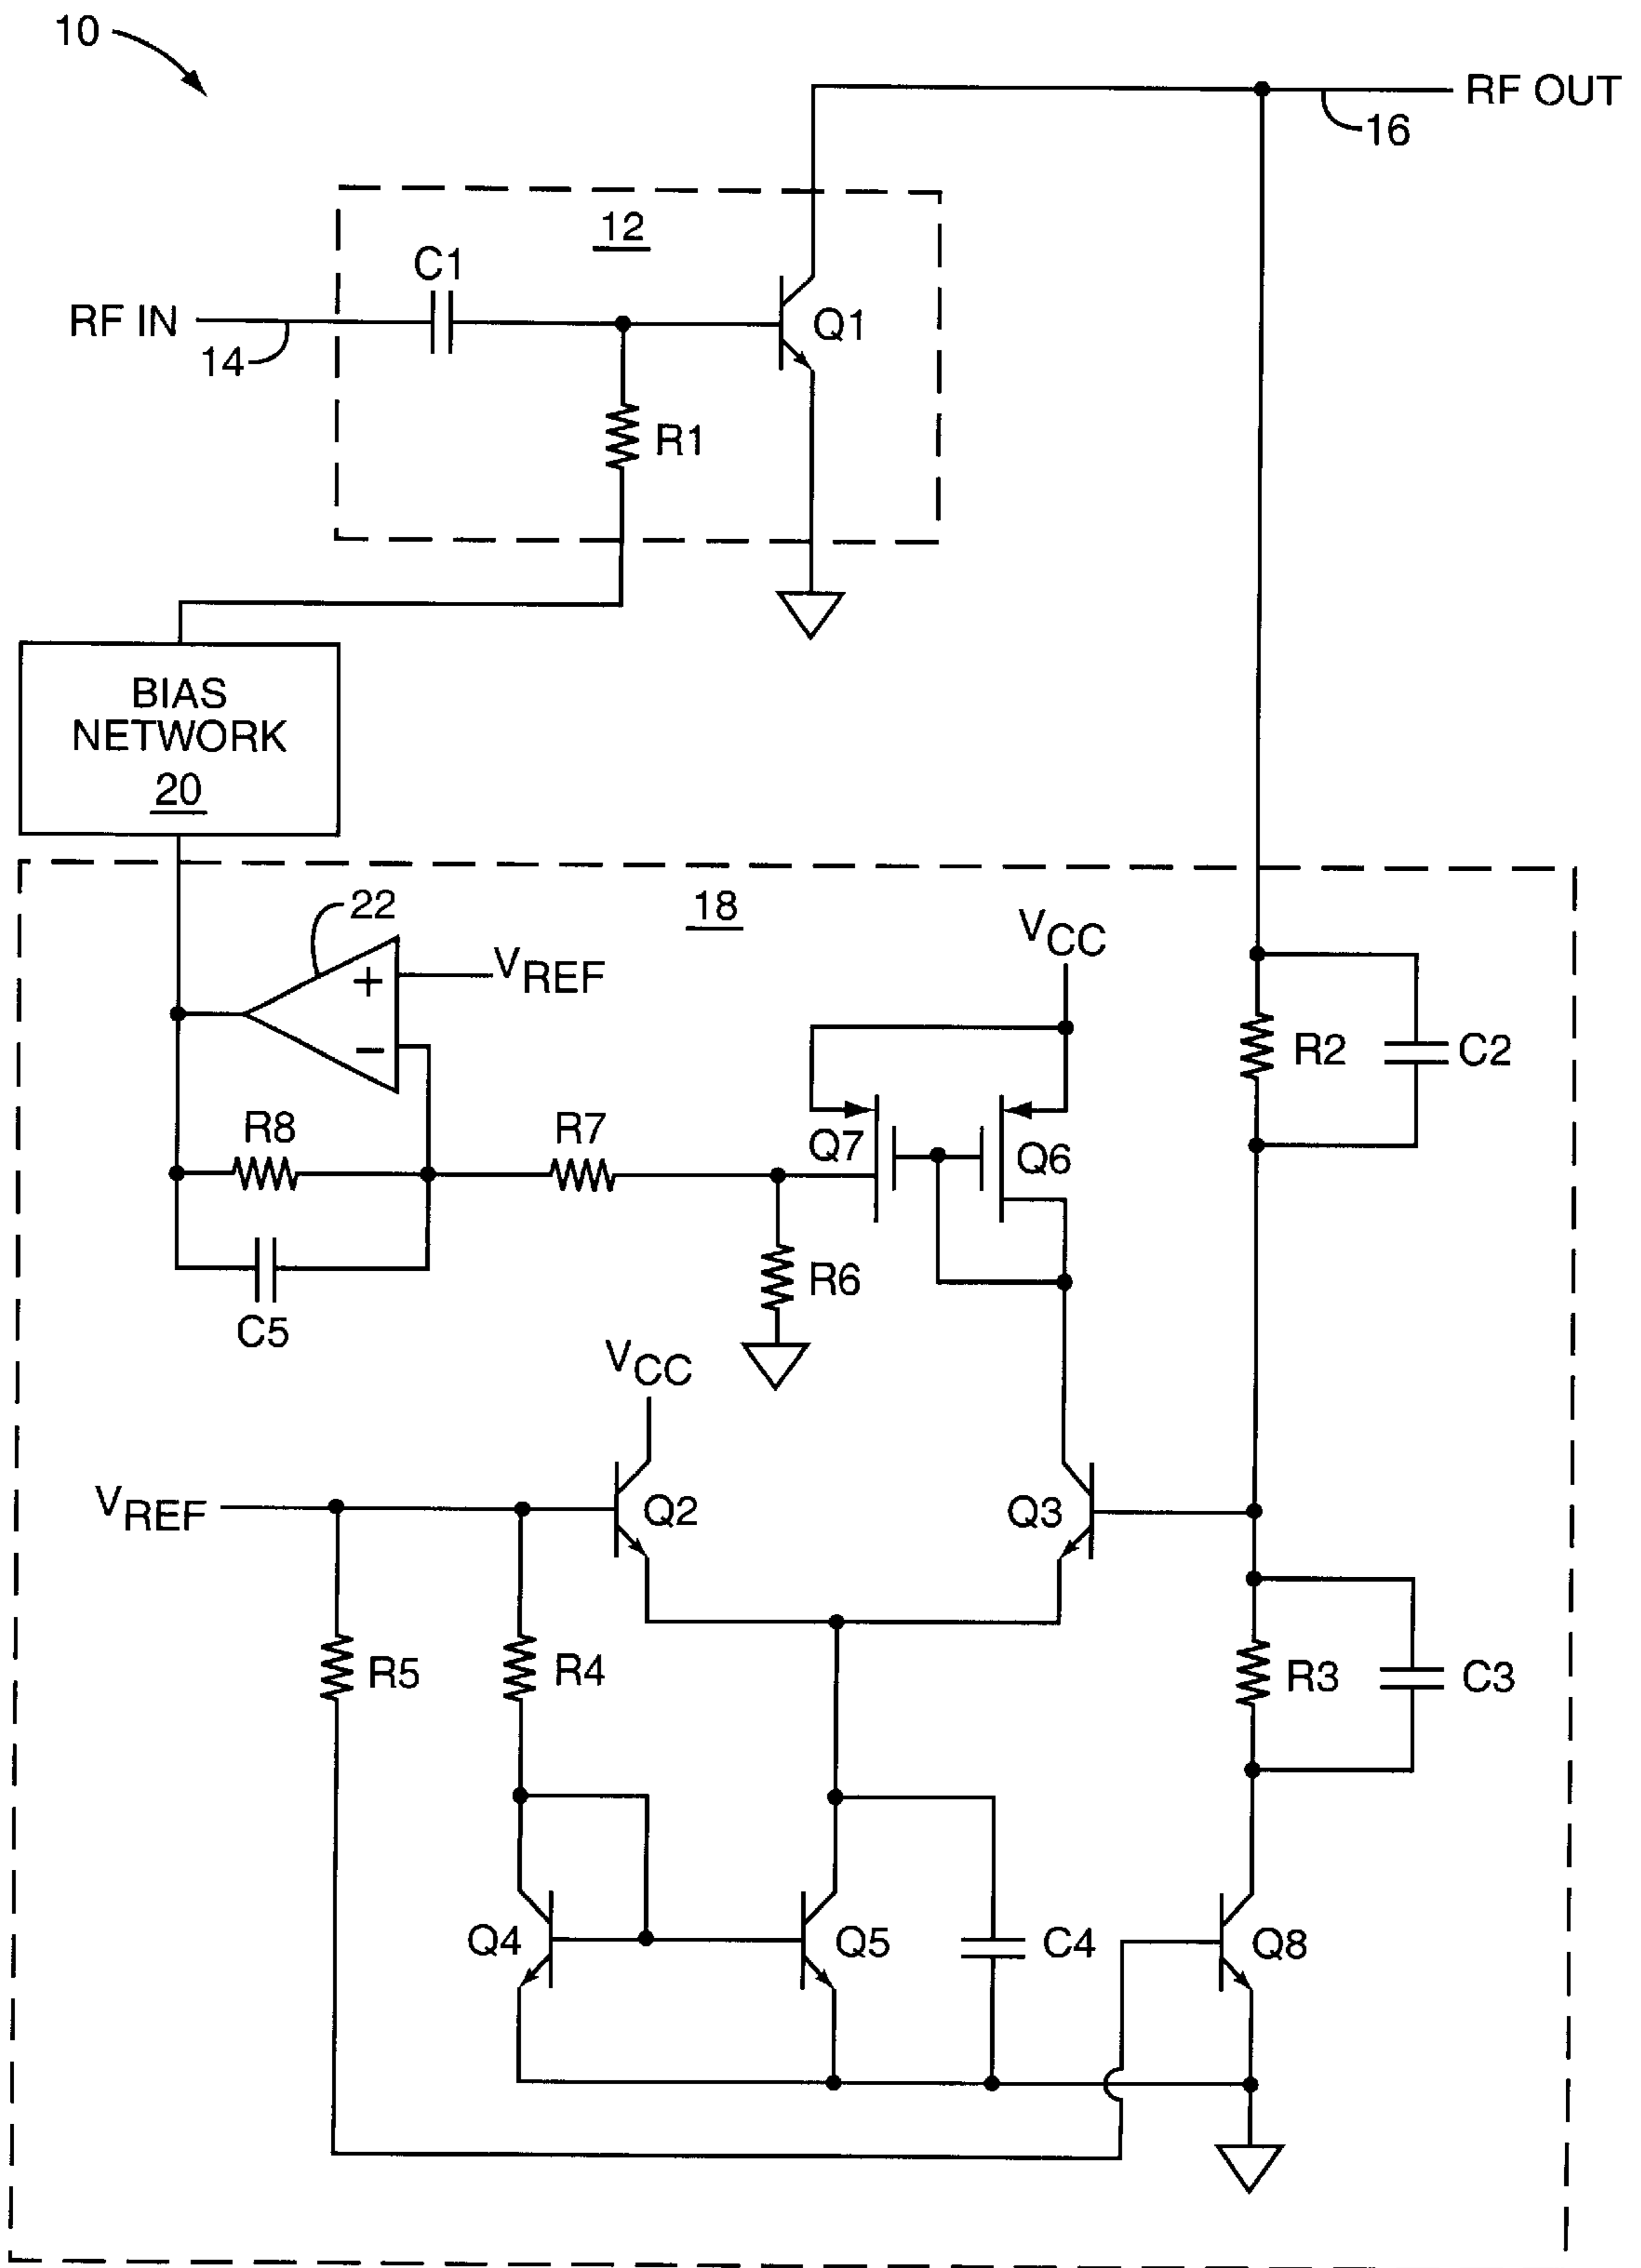 10
RF OUT
16
12
C1
RF IN
Q1
14
R1
BIAS
NETWORK
20
22
18
VCC
+
VREF
R2
C2
−
R8
R7
Q7
Q6
R6
C5
VCC
VREF
Q2
Q3
R5
R4
R3
C3
Q4
Q5
C4
Q8